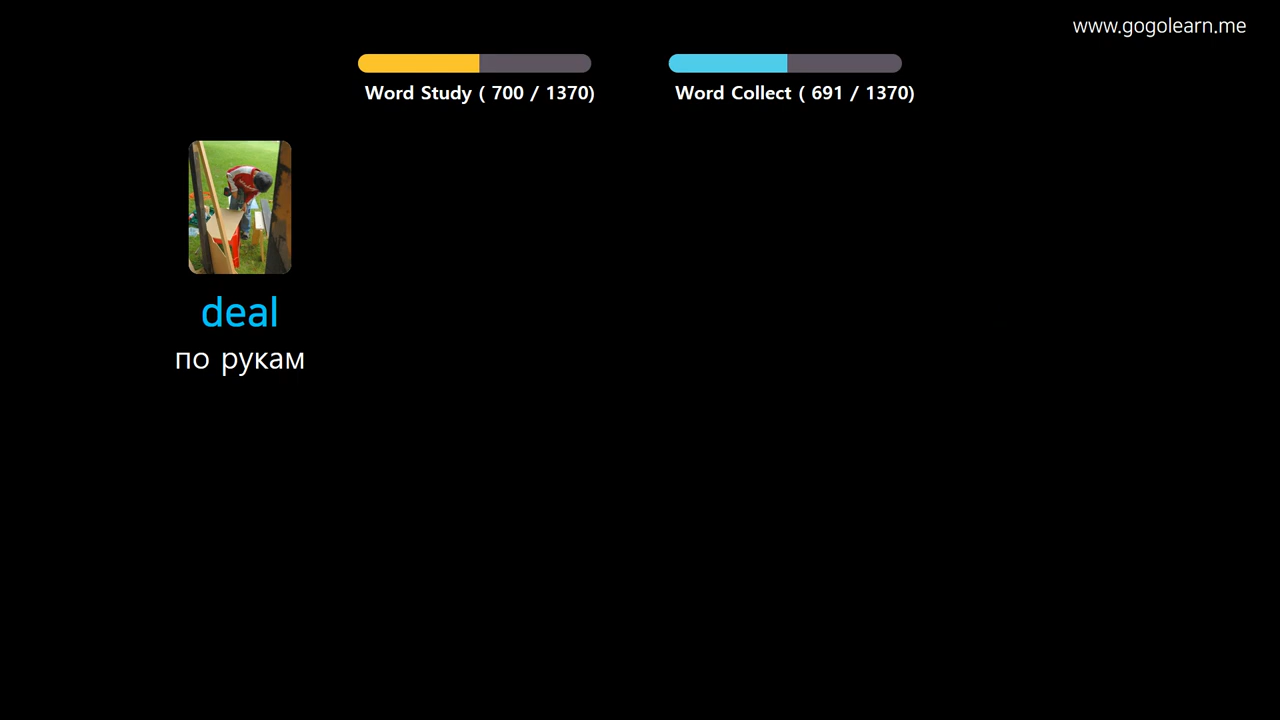 www.gogolearn.me
Word Study ( 700 / 1370)
Word Collect ( 691 / 1370)
deal
по рукам